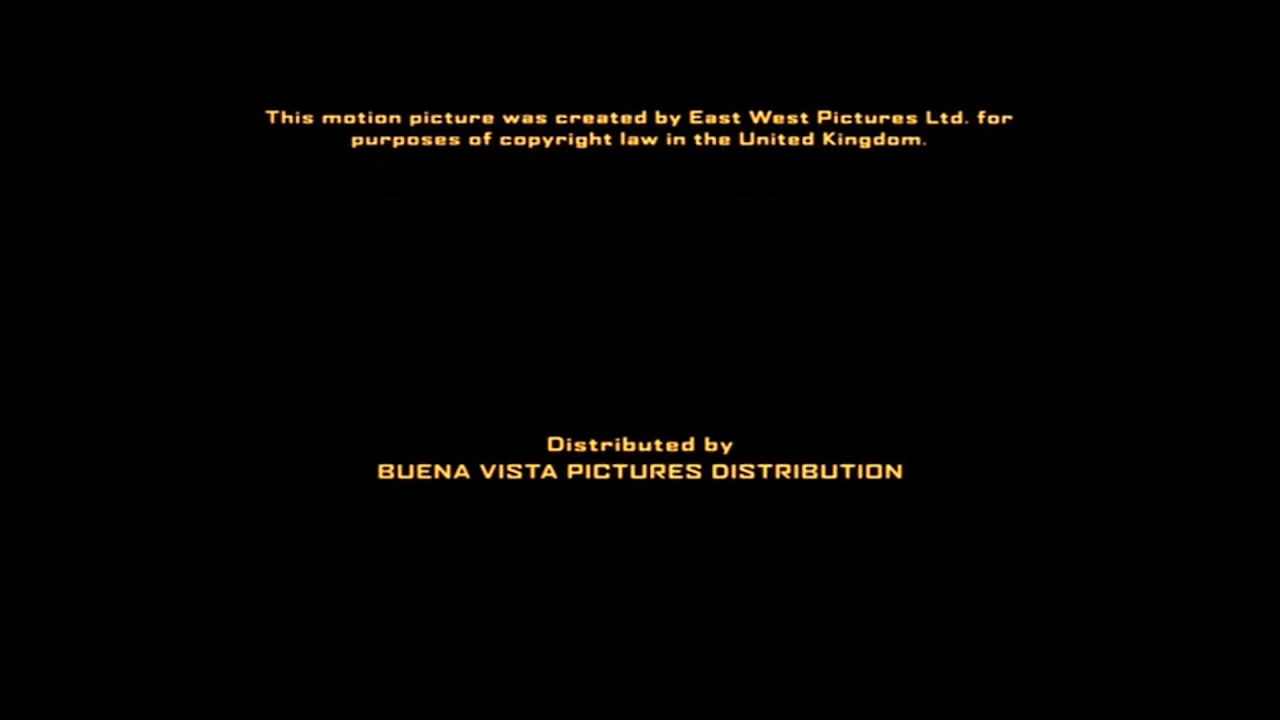 This motion picture was created by East West Pictures Ltd. for
purposes of copyright law in the United Kingdom.
Distributed by
BUENA VISTA PICTURES DISTRIBUTION